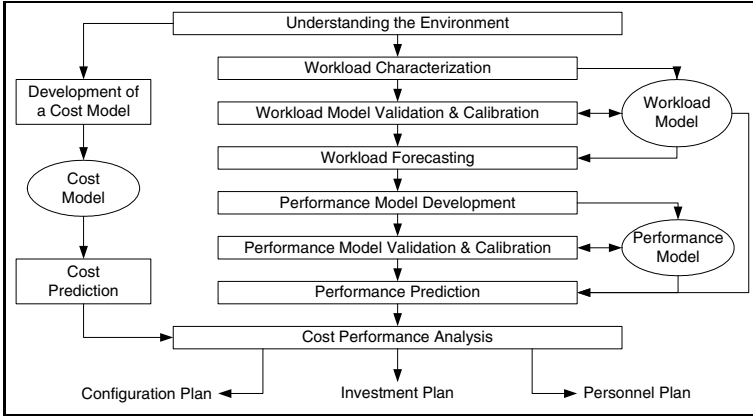 Understanding the Environment
Workload Characterization
Development of
a Cost Model
Workload Model Validation & Calibration
Workload
Model
Workload Forecasting
Cost
Model
Performance Model Development
Performance Model Validation & Calibration
Performance
Model
Cost
Prediction
Performance Prediction
Cost Performance Analysis
Configuration Plan
Investment Plan
Personnel Plan